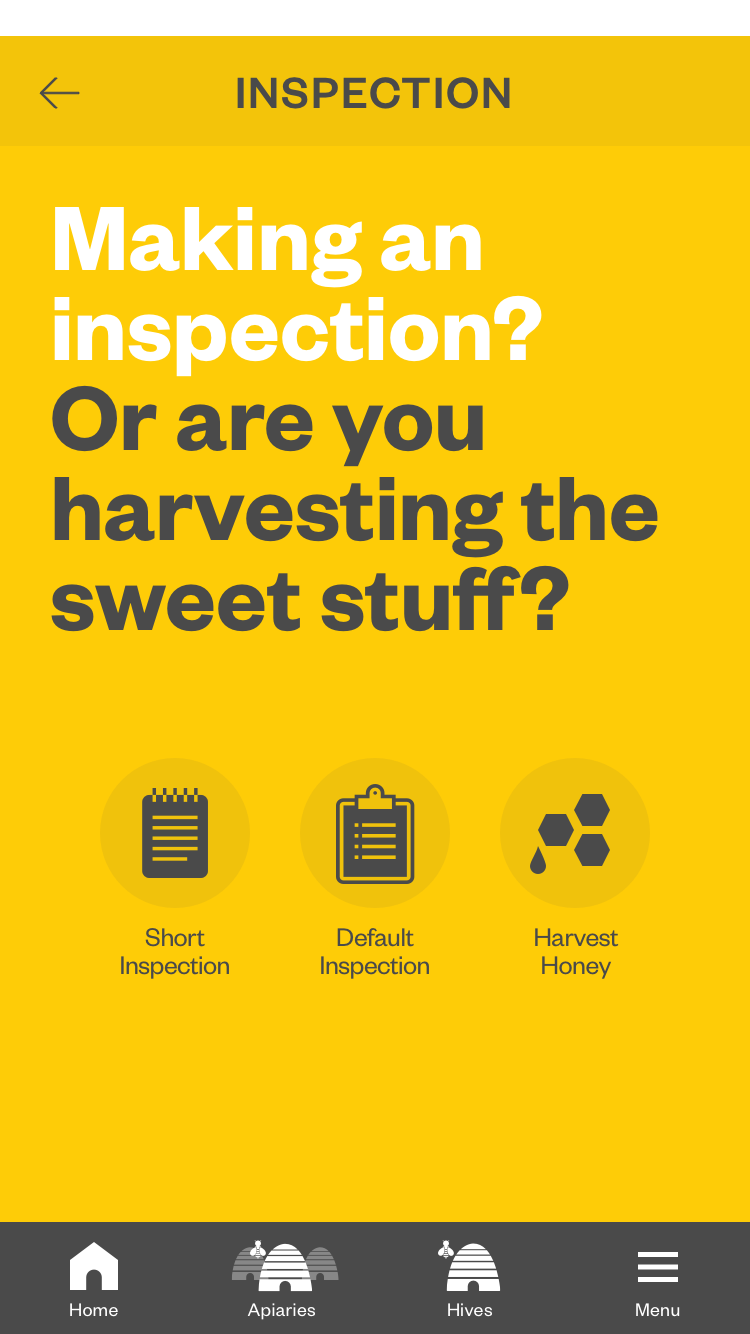 INSPECTION
Making an
inspection?
Or are you
harvesting the
sweet stuff?
Short
Inspection
Default
Inspection
Harvest
Honey
Home
Apiaries
Hives
Menu